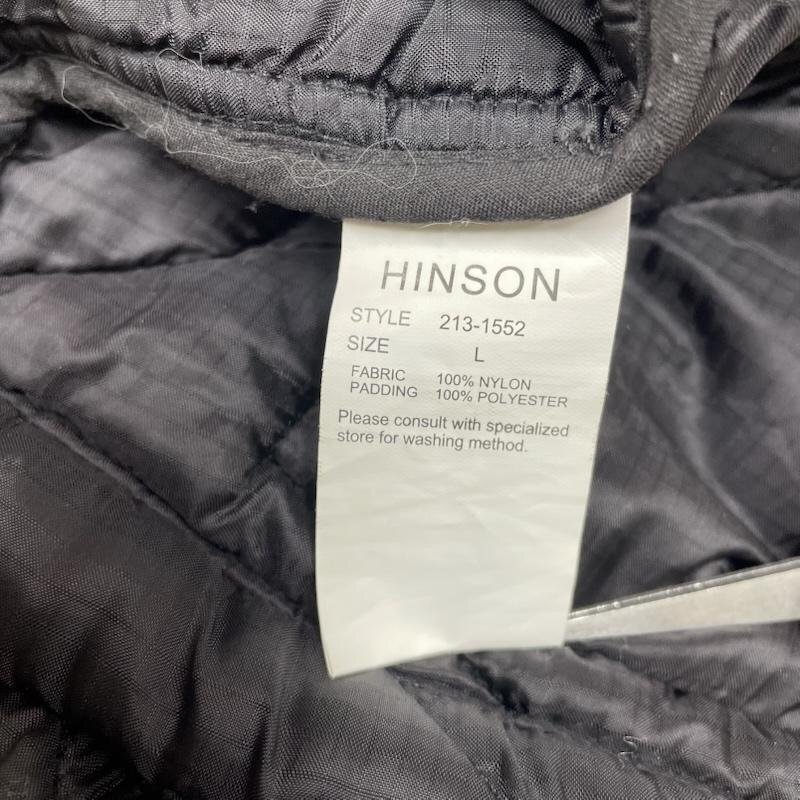 HINSON
STYLE 213-1552
SIZE L
FABRIC 100% NYLON
PADDING 100% POLYESTER
Please consult with specialized
store for washing method.